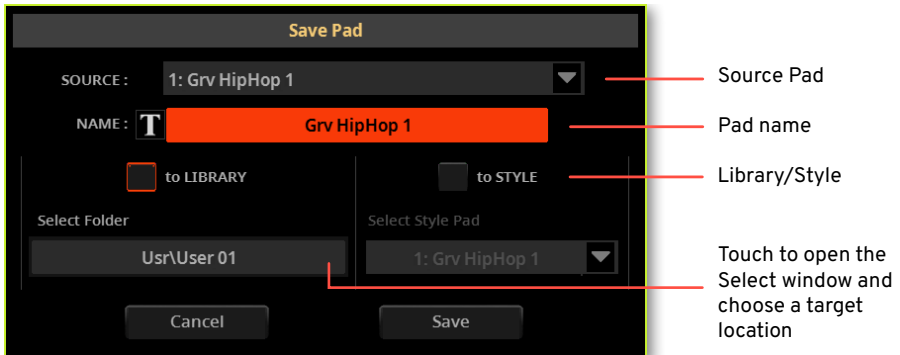 Save Pad
SOURCE :
1: Grv HipHop 1
Source Pad
NAME :
T
Grv HipHop 1
Pad name
to LIBRARY
to STYLE
Library/Style
Select Folder
Select Style Pad
Usr\User 01
1: Grv HipHop 1
Touch to open the
Select window and
choose a target
location
Cancel
Save